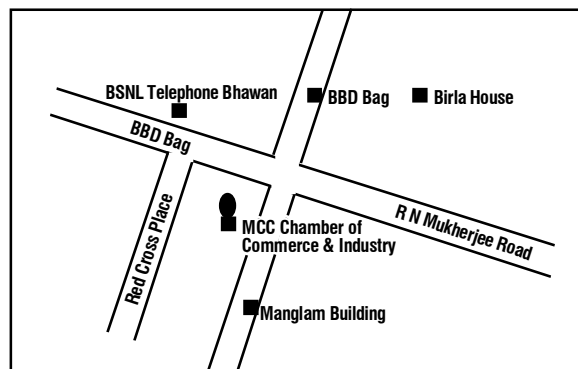 BSNL Telephone Bhawan
BBD Bag
Birla House
BBD Bag
R N Mukherjee Road
Red Cross Place
MCC Chamber of
Commerce & Industry
Manglam Building